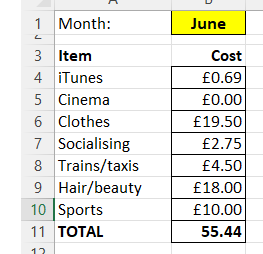 1 Month: June
3 Item Cost
4 iTunes £0.69
5 Cinema £0.00
6 Clothes £19.50
7 Socialising £2.75
8 Trains/taxis £4.50
9 Hair/beauty £18.00
10 Sports £10.00
11 TOTAL 55.44